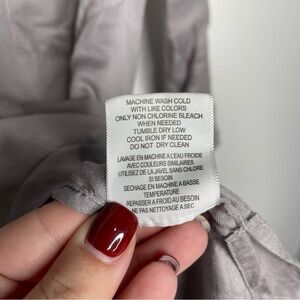 MACHINE WASH COLD
WITH LIKE COLORS
ONLY NON CHLORINE BLEACH
WHEN NEEDED
TUMBLE DRY LOW
COOL IRON IF NEEDED
DO NOT DRY CLEAN
LAVAGE EN MACHINE A L'EAU FROIDE
AVEC COULEURS SIMILAIRES
UTILISEZ DE LA JAVEL SANS CHLORE
SI BESOIN
SECHAGE EN MACHINE A BASSE
TEMPERATURE
REPASSER A FROID AU BESOIN
NE PAS NETTOYAGE A SEC